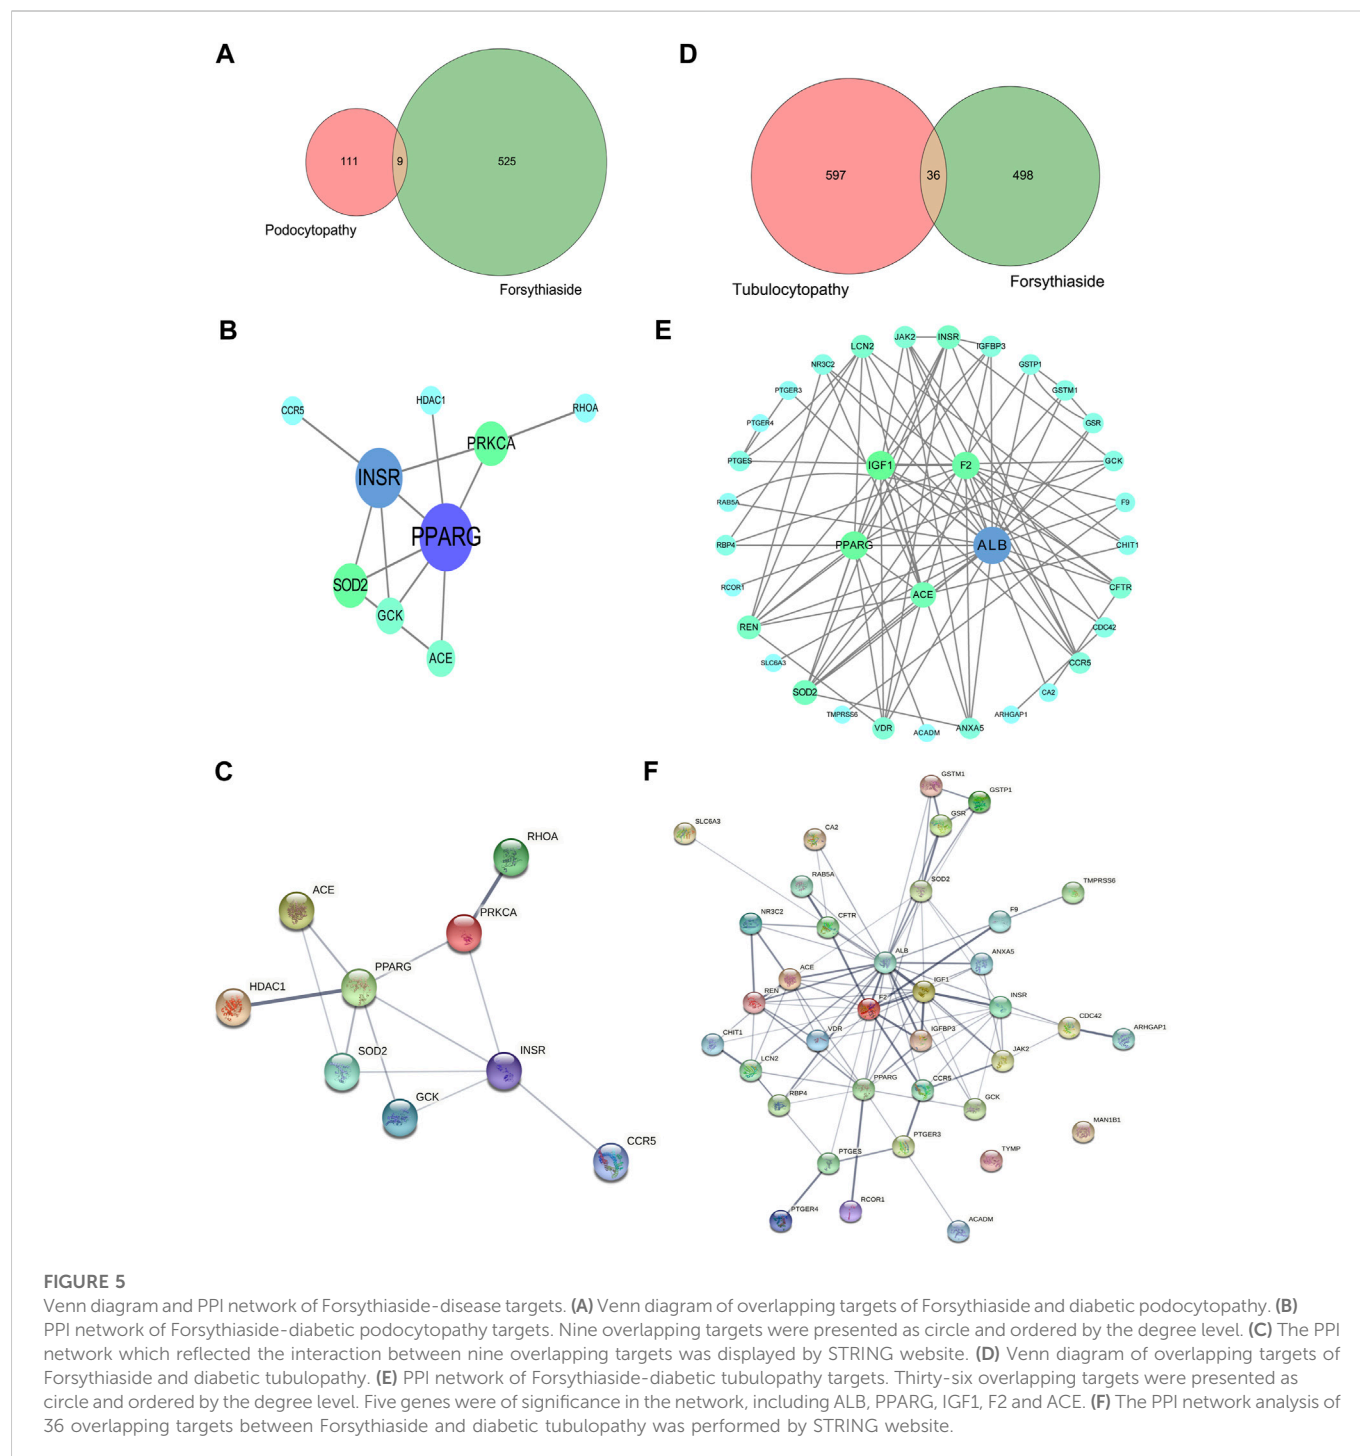 A
111
9
525
Podocytopathy
Forsythiaside
D
597
36
498
Tubulocytopathy
Forsythiaside
B
CCR5
HDAC1
RHOA
PRKCA
INSR
PPARG
SOD2
GCK
ACE
E
LCN2
JAK2
INSR
IGFBP3
NR3C2
GSTP1
PTGER3
GSTM1
PTGER4
GSR
PTGES
IGF1
F2
GCK
RAB5A
F9
RBP4
PPARG
ALB
CHIT1
RCOR1
ACE
CFTR
REN
CDC42
SLC6A3
CCR5
SOD2
CA2
TMPRSS6
ARHGAP1
VDR
ACADM
ANXA5
C
RHOA
ACE
PRKCA
PPARG
HDAC1
SOD2
INSR
GCK
CCR5
F
GSTM1
GSTP1
GSR
SLC6A3
CA2
RAB5A
SOD2
TMPRSS6
NR3C2
CFTR
F9
ALB
ANXA5
ACE
IGF1
REN
F2
INSR
CHIT1
VDR
IGFBP3
CDC42
ARHGAP1
LCN2
JAK2
PPARG
CCR5
RBP4
GCK
MAN1B1
PTGES
PTGER3
TYMP
PTGER4
RCOR1
ACADM
FIGURE 5
Venn diagram and PPI network of Forsythiaside-disease targets. (A) Venn diagram of overlapping targets of Forsythiaside and diabetic podocytopathy. (B)
PPI network of Forsythiaside-diabetic podocytopathy targets. Nine overlapping targets were presented as circle and ordered by the degree level. (C) The PPI
network which reflected the interaction between nine overlapping targets was displayed by STRING website. (D) Venn diagram of overlapping targets of
Forsythiaside and diabetic tubulopathy. (E) PPI network of Forsythiaside-diabetic tubulopathy targets. Thirty-six overlapping targets were presented as
circle and ordered by the degree level. Five genes were of significance in the network, including ALB, PPARG, IGF1, F2 and ACE. (F) The PPI network analysis of
36 overlapping targets between Forsythiaside and diabetic tubulopathy was performed by STRING website.